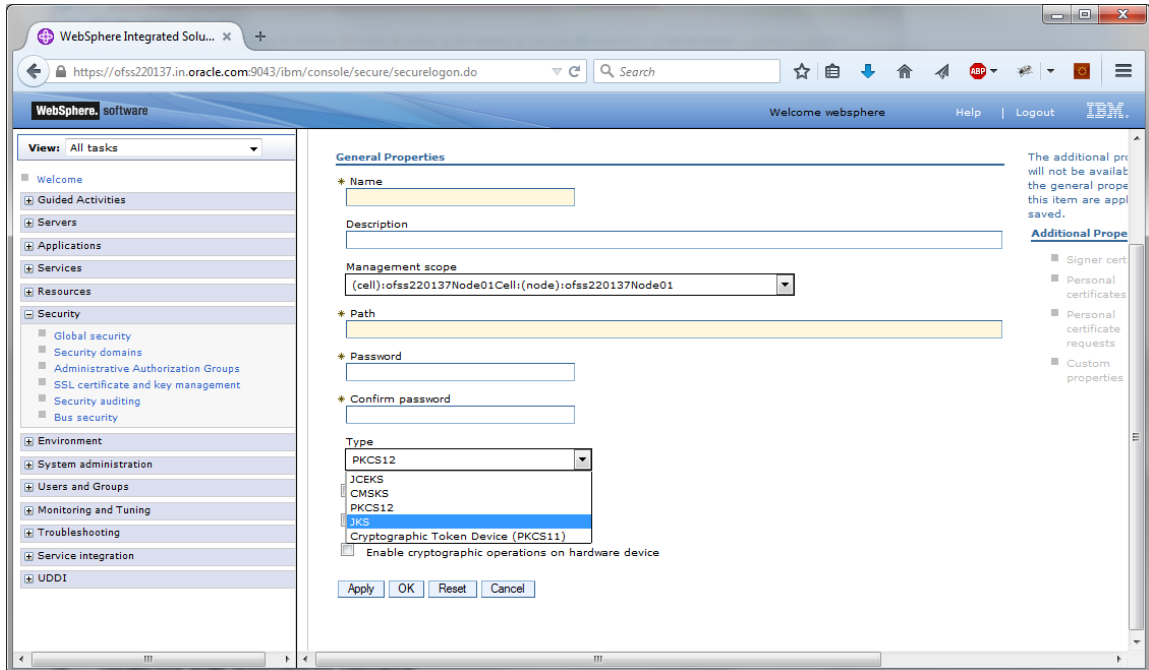 WebSphere Integrated Solu...
https://ofss220137.in.oracle.com:9043/ibm/console/secure/securelogon.do
Search
ABP
WebSphere. software
Welcome websphere
Help | Logout
IBM.
View: All tasks
Welcome
Guided Activities
Servers
Applications
Services
Resources
Security
Global security
Security domains
Administrative Authorization Groups
SSL certificate and key management
Security auditing
Bus security
Environment
System administration
Users and Groups
Monitoring and Tuning
Troubleshooting
Service integration
UDDI
General Properties
* Name
Description
Management scope
(cell):ofss220137Node01Cell:(node):ofss220137Node01
* Path
* Password
* Confirm password
Type
PKCS12
JCEKS
CMSKS
PKCS12
JKS
Cryptographic Token Device (PKCS11)
Enable cryptographic operations on hardware device
Apply OK Reset Cancel
The additional pro
will not be availab
the general prope
this item are appl
saved.
Additional Prope
Signer cert
Personal
certificates
Personal
certificate
requests
Custom
properties